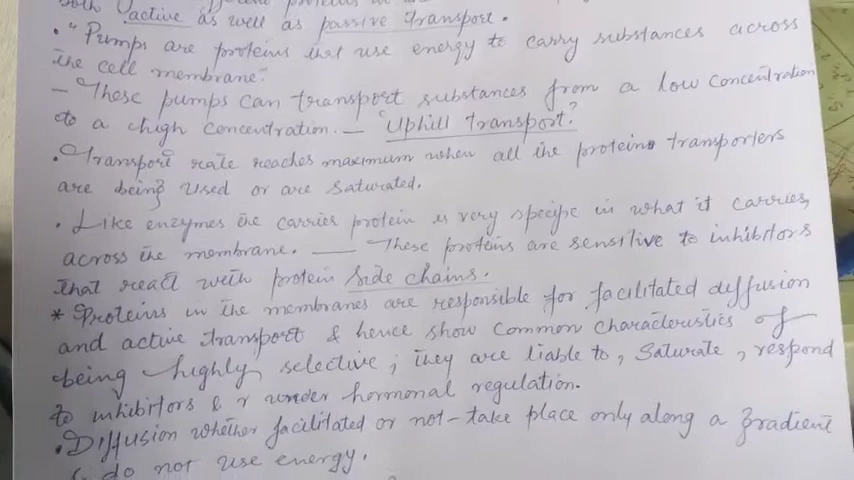 both
active as well as passive transport.
• "Pumps are proteins that use energy to carry substances across
the cell membrane."
– These pumps can transport substances from a low concentration
to a high concentration. — 'Uphill transport.'
• Transport rate reaches maximum when all the protein transporters
are being used or are saturated.
• Like enzymes the carrier protein is very specific in what it carries
across the membrane. — These proteins are sensitive to inhibitors
that react with protein side chains.
* Proteins in the membranes are responsible for facilitated diffusion
and active transport & hence show common characteristics of
being highly selective; they are liable to, saturate, respond
to inhibitors & r under hormonal regulation.
• Diffusion whether facilitated or not - take place only along a gradient
& do not use energy.